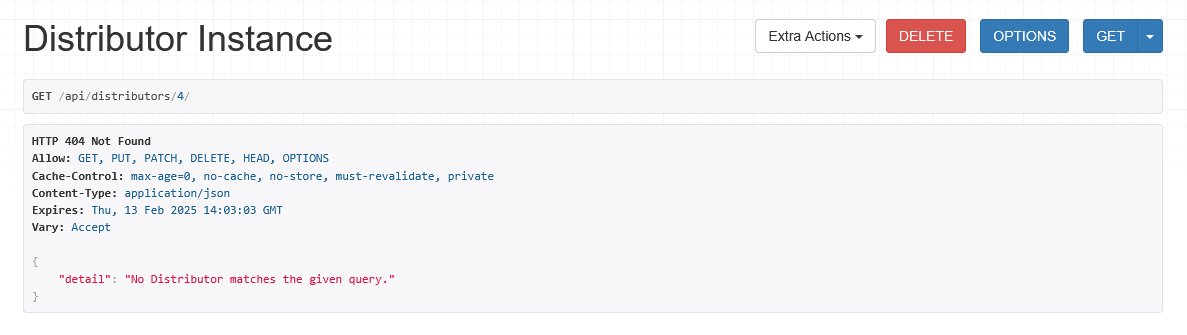 Distributor Instance
Extra Actions
DELETE
OPTIONS
GET
GET /api/distributors/4/
HTTP 404 Not Found
Allow: GET, PUT, PATCH, DELETE, HEAD, OPTIONS
Cache-Control: max-age=0, no-cache, no-store, must-revalidate, private
Content-Type: application/json
Expires: Thu, 13 Feb 2025 14:03:03 GMT
Vary: Accept
{
    "detail": "No Distributor matches the given query."
}